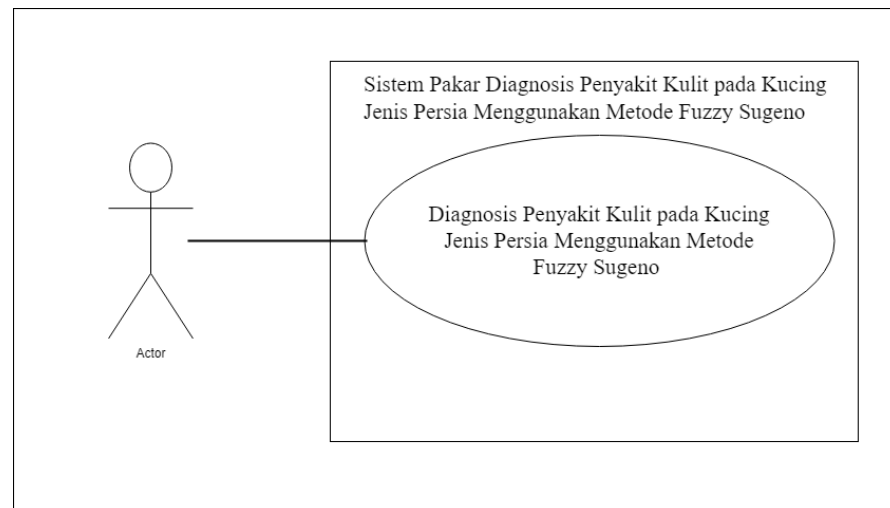 Sistem Pakar Diagnosis Penyakit Kulit pada Kucing
Jenis Persia Menggunakan Metode Fuzzy Sugeno
Diagnosis Penyakit Kulit pada Kucing
Jenis Persia Menggunakan Metode
Fuzzy Sugeno
Actor